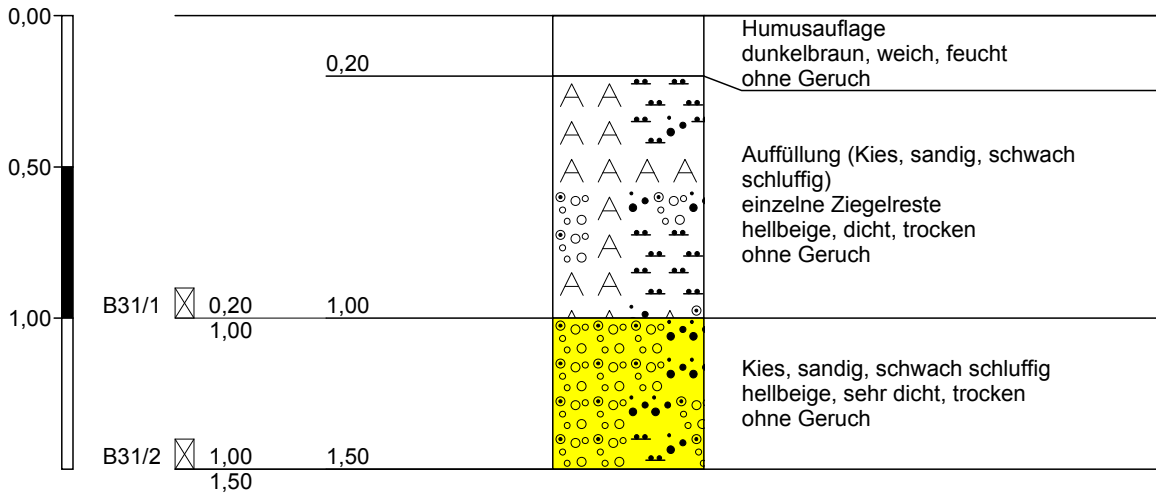 0,00
Humusauflage
dunkelbraun, weich, feucht
ohne Geruch
0,20
0,50
Auffüllung (Kies, sandig, schwach
schluffig)
einzelne Ziegelreste
hellbeige, dicht, trocken
ohne Geruch
1,00
B31/1
0,20
1,00
1,00
Kies, sandig, schwach schluffig
hellbeige, sehr dicht, trocken
ohne Geruch
B31/2
1,00
1,50
1,50